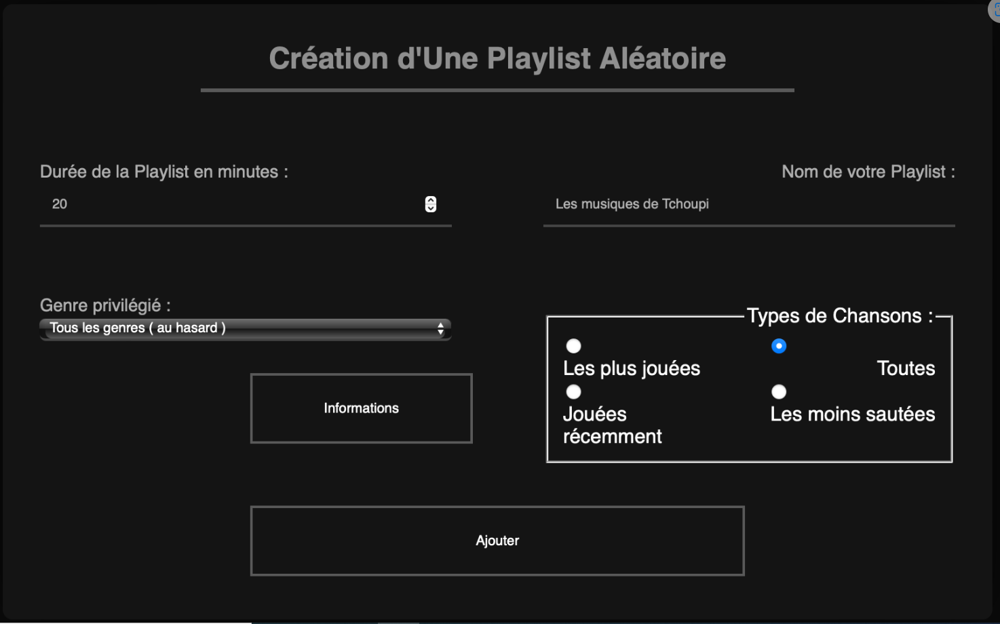 Création d'Une Playlist Aléatoire
Durée de la Playlist en minutes :
20
Nom de votre Playlist :
Les musiques de Tchoupi
Genre privilégié :
Tous les genres ( au hasard )
Types de Chansons :
Les plus jouées
Toutes
Jouées
récemment
Les moins sautées
Informations
Ajouter